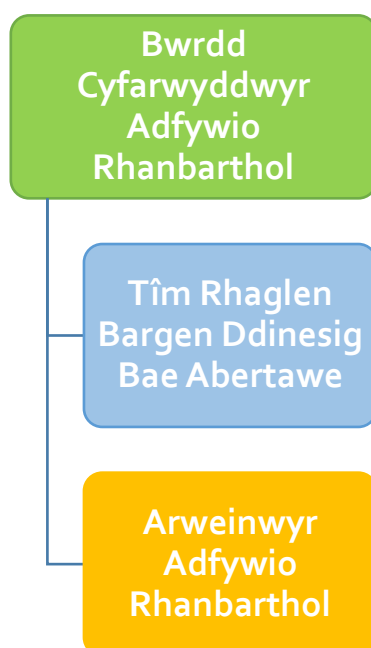 Bwrdd
Cyfarwyddwyr
Adfywio
Rhanbarthol
Tîm Rhaglen
Bargen Ddinesig
Bae Abertawe
Arweinwyr
Adfywio
Rhanbarthol